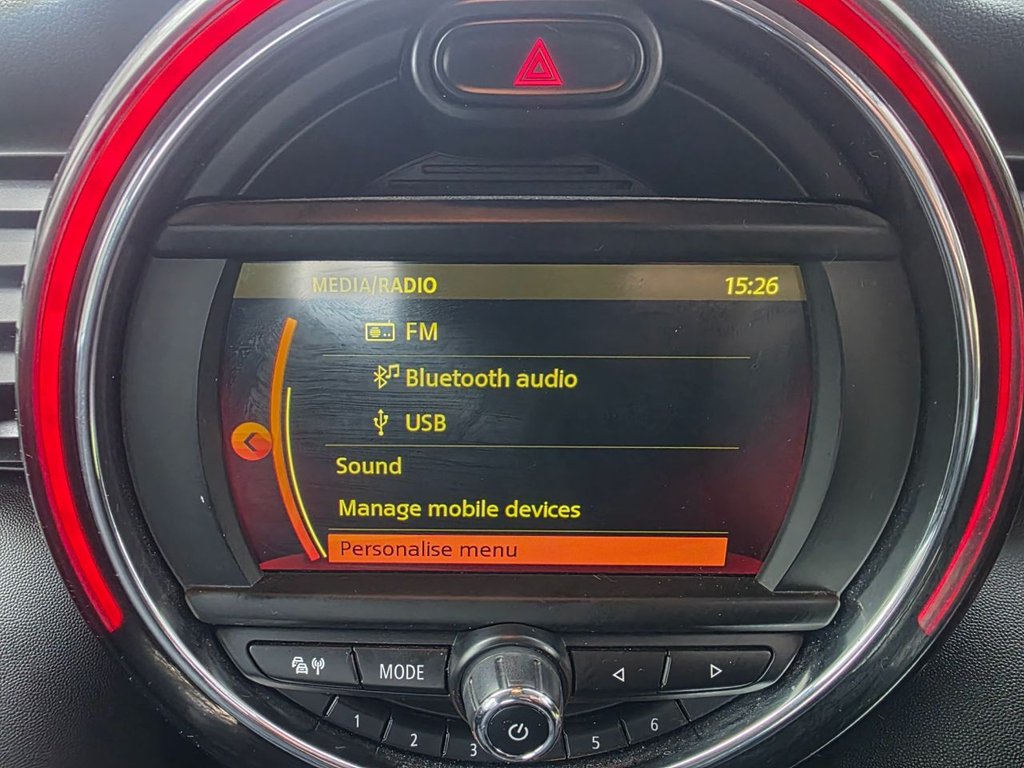 MEDIA/RADIO 15:26
FM
Bluetooth audio
USB
Sound
Manage mobile devices
Personalise menu
MODE
1 2 3 5 6